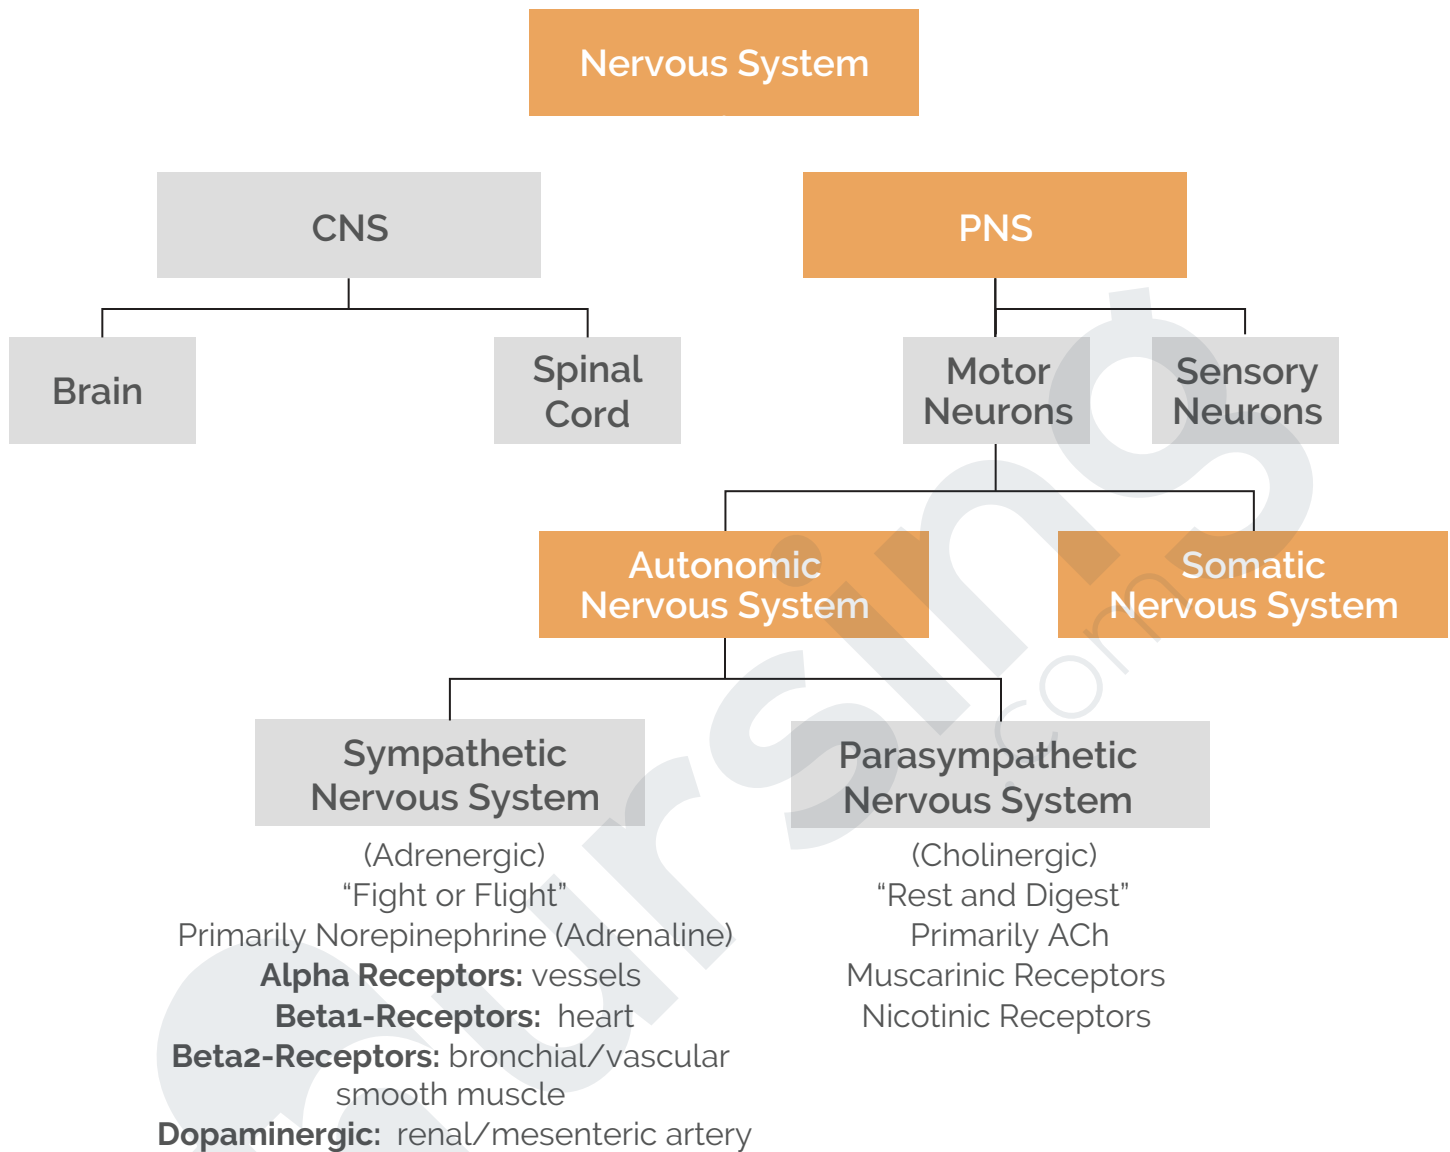 Nervous System
CNS
PNS
Brain
Spinal
Cord
Motor
Neurons
Sensory
Neurons
Autonomic
Nervous System
Somatic
Nervous System
Sympathetic
Nervous System
(Adrenergic)
“Fight or Flight”
Primarily Norepinephrine (Adrenaline)
Alpha Receptors: vessels
Beta1-Receptors: heart
Beta2-Receptors: bronchial/vascular
smooth muscle
Dopaminergic: renal/mesenteric artery
Parasympathetic
Nervous System
(Cholinergic)
“Rest and Digest”
Primarily ACh
Muscarinic Receptors
Nicotinic Receptors
nursing
.com